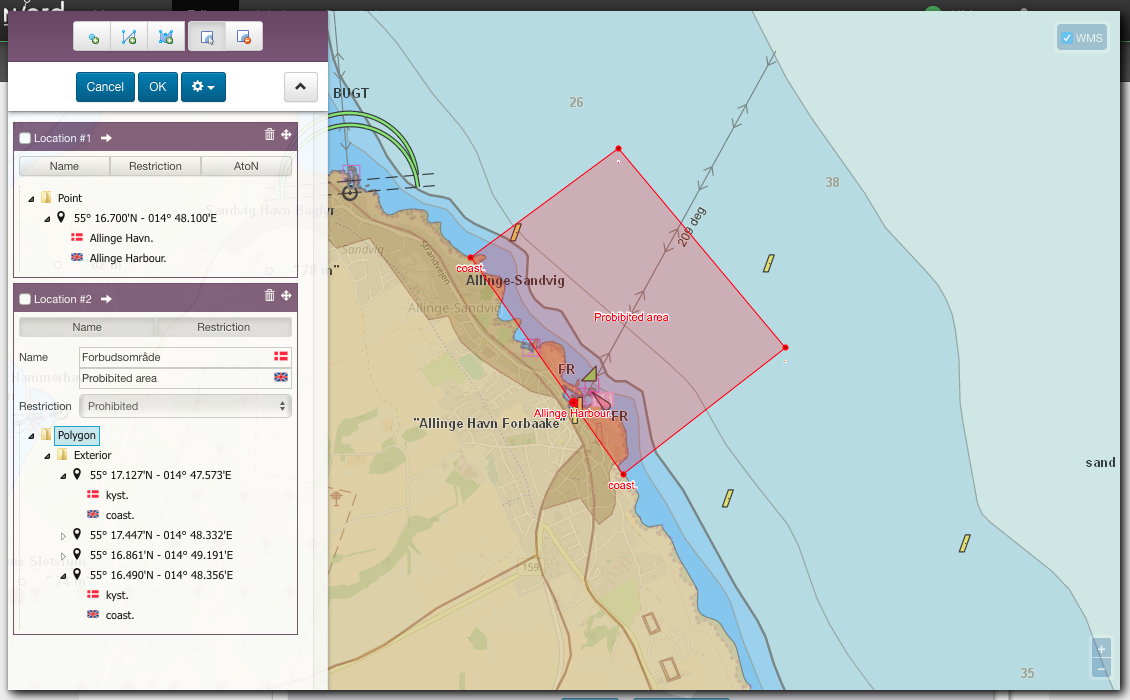 Cancel
OK
Location #1
Name
Restriction
AtoN
Point
55° 16.700'N - 014° 48.100'E
Allinge Havn.
Allinge Harbour.
Location #2
Name
Restriction
Name
Forbudsområde
Probibited area
Restriction
Prohibited
Polygon
Exterior
55° 17.127'N - 014° 47.573'E
kyst.
coast.
55° 17.447'N - 014° 48.332'E
55° 16.861'N - 014° 49.191'E
55° 16.490'N - 014° 48.356'E
kyst.
coast.
WMS
BUGT
26
38
209 deg
Sandvig
Strandvejen
coast.
Allinge-Sandvig
Allinge-Sandvig
Probibited area
FR
Allinge Harbour.
FR
"Allinge Havn Forbaake"
sand
coast.
159
35
+
-